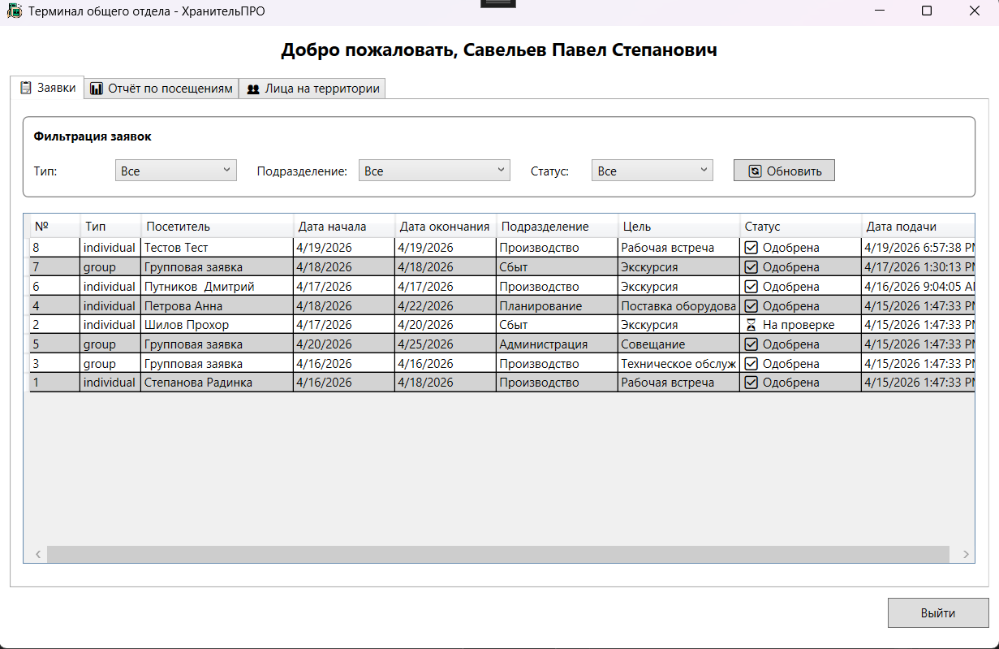 Терминал общего отдела - ХранительПРО
Добро пожаловать, Савельев Павел Степанович
Заявки Отчёт по посещениям Лица на территории
Фильтрация заявок
Тип: Все Подразделение: Все Статус: Все Обновить
№ Тип Посетитель Дата начала Дата окончания Подразделение Цель Статус Дата подачи
8 individual Тестов Тест 4/19/2026 4/19/2026 Производство Рабочая встреча Одобрена 4/19/2026 6:57:38 PM
7 group Групповая заявка 4/18/2026 4/18/2026 Сбыт Экскурсия Одобрена 4/17/2026 1:30:13 PM
6 individual Путников  Дмитрий 4/17/2026 4/17/2026 Производство Экскурсия Одобрена 4/16/2026 9:04:05 AM
4 individual Петрова Анна 4/18/2026 4/22/2026 Планирование Поставка оборудова Одобрена 4/15/2026 1:47:33 PM
2 individual Шилов Прохор 4/17/2026 4/20/2026 Сбыт Экскурсия На проверке 4/15/2026 1:47:33 PM
5 group Групповая заявка 4/20/2026 4/25/2026 Администрация Совещание Одобрена 4/15/2026 1:47:33 PM
3 group Групповая заявка 4/16/2026 4/16/2026 Производство Техническое обслуж Одобрена 4/15/2026 1:47:33 PM
1 individual Степанова Радинка 4/16/2026 4/18/2026 Производство Рабочая встреча Одобрена 4/15/2026 1:47:33 PM
Выйти